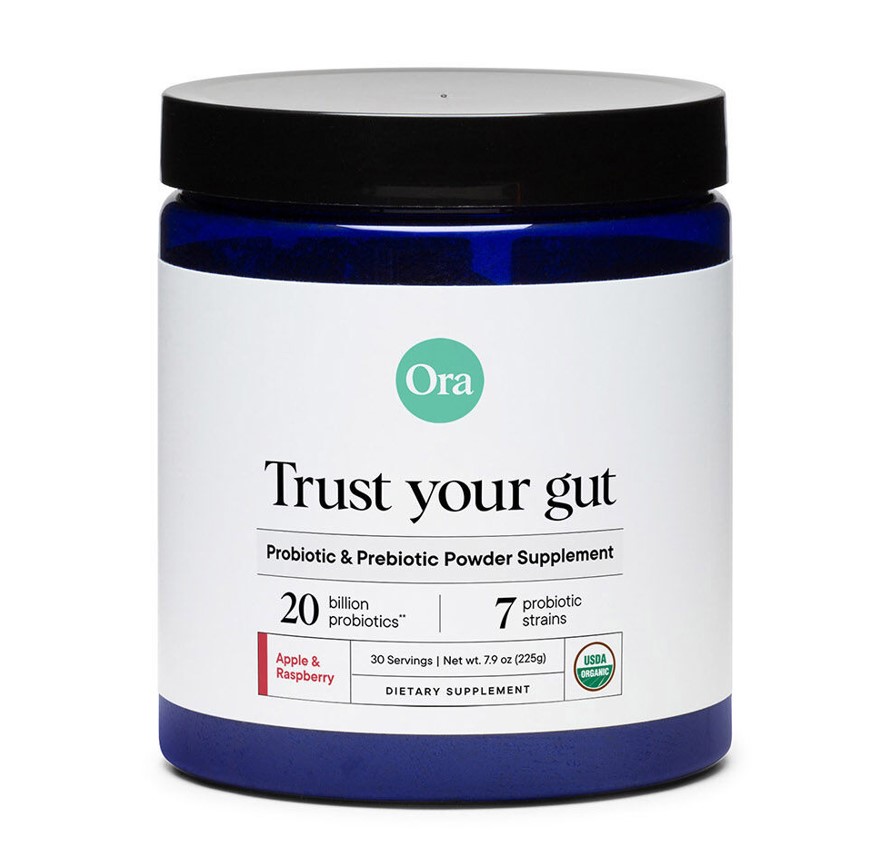 Ora
Trust your gut
Probiotic & Prebiotic Powder Supplement
20 billion
probiotics**
7 probiotic
strains
Apple &
Raspberry
30 Servings | Net wt. 7.9 oz (225g)
DIETARY SUPPLEMENT
USDA
ORGANIC